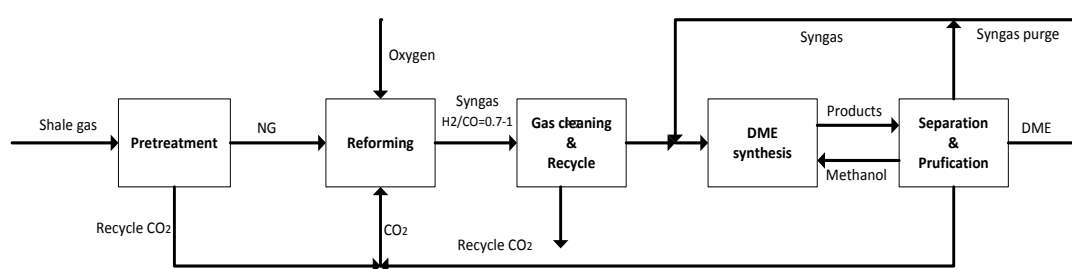 Syngas
Syngas purge
Oxygen
Syngas
H2/CO=0.7-1
Shale gas
Pretreatment
NG
Reforming
Gas cleaning
&
Recycle
DME
synthesis
Products
Methanol
Separation
&
Prufication
DME
Recycle CO2
CO2
Recycle CO2